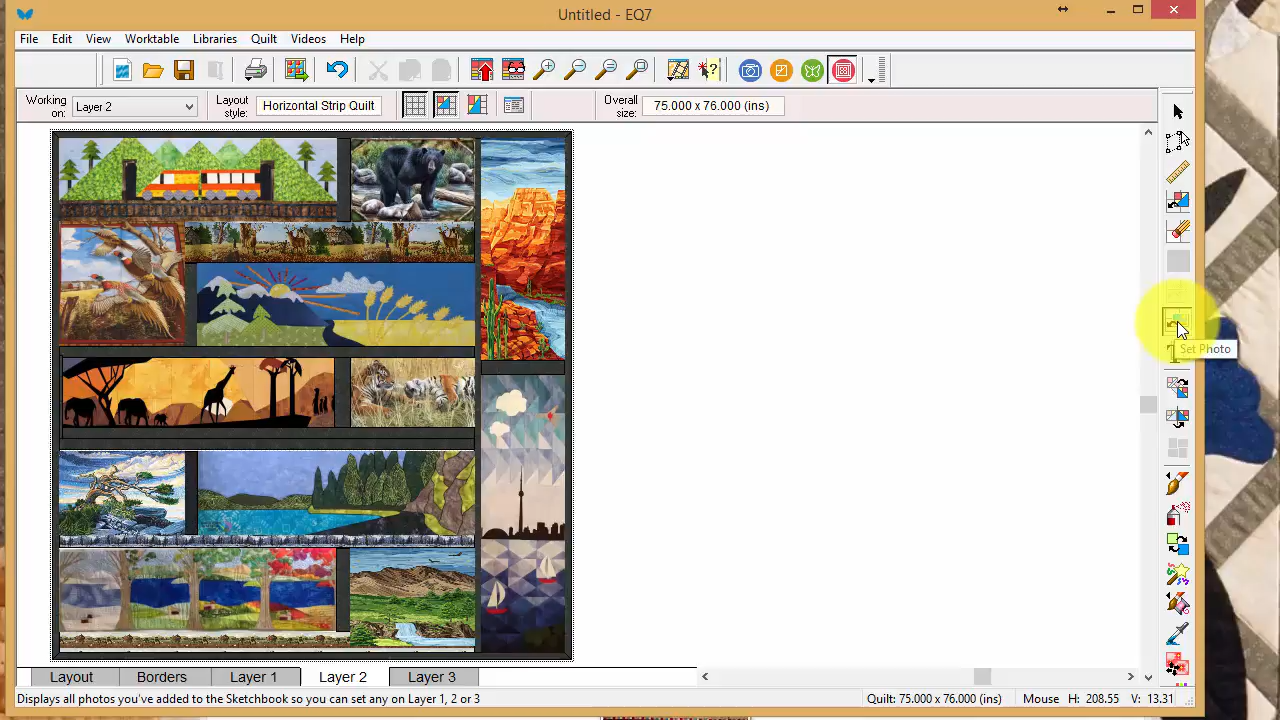 Untitled - EQ7
File Edit View Worktable Libraries Quilt Videos Help
Working on: Layer 2 Layout style: Horizontal Strip Quilt Overall size: 75.000 x 76.000 (ins)
Set Photo
Layout Borders Layer 1 Layer 2 Layer 3
Displays all photos you've added to the Sketchbook so you can set any on Layer 1, 2 or 3 Quilt: 75.000 x 76.000 (ins) Mouse H: 208.55 V: 13.31